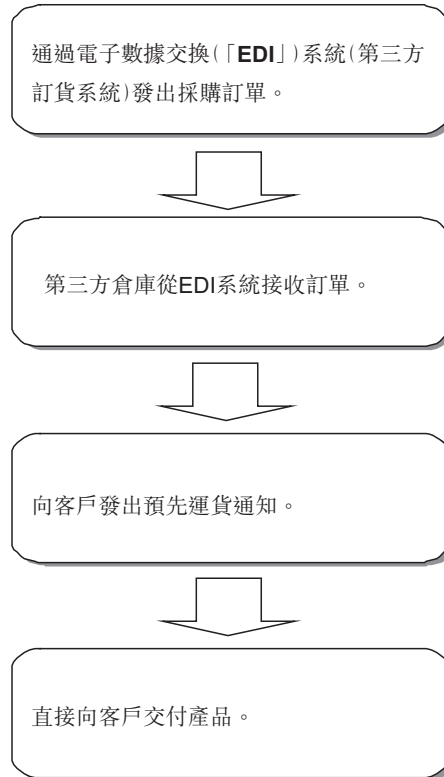 通過電子數據交換(「EDI」)系統(第三方
訂貨系統)發出採購訂單。
第三方倉庫從EDI系統接收訂單。
向客戶發出預先運貨通知。
直接向客戶交付產品。